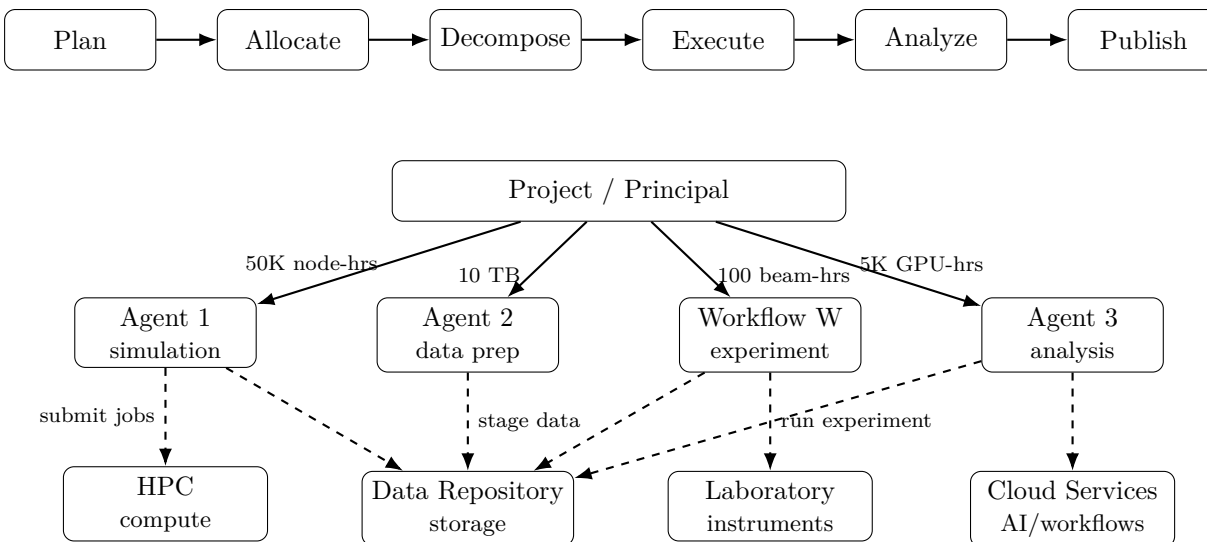 Plan Allocate Decompose Execute Analyze Publish
Project / Principal
50K node-hrs 10 TB 100 beam-hrs 5K GPU-hrs
Agent 1 Agent 2 Workflow W Agent 3
simulation data prep experiment analysis
submit jobs stage data run experiment
HPC Data Repository Laboratory Cloud Services
compute storage instruments AI/workflows